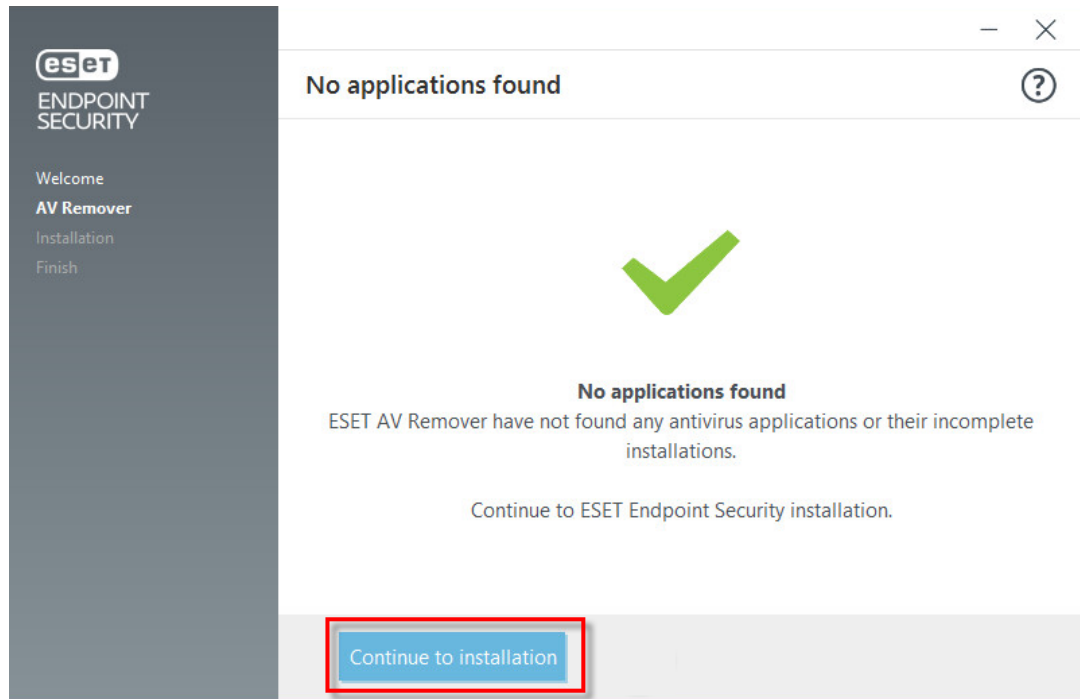 eset
ENDPOINT
SECURITY
Welcome
AV Remover
Installation
Finish
No applications found
?
No applications found
ESET AV Remover have not found any antivirus applications or their incomplete
installations.
Continue to ESET Endpoint Security installation.
Continue to installation